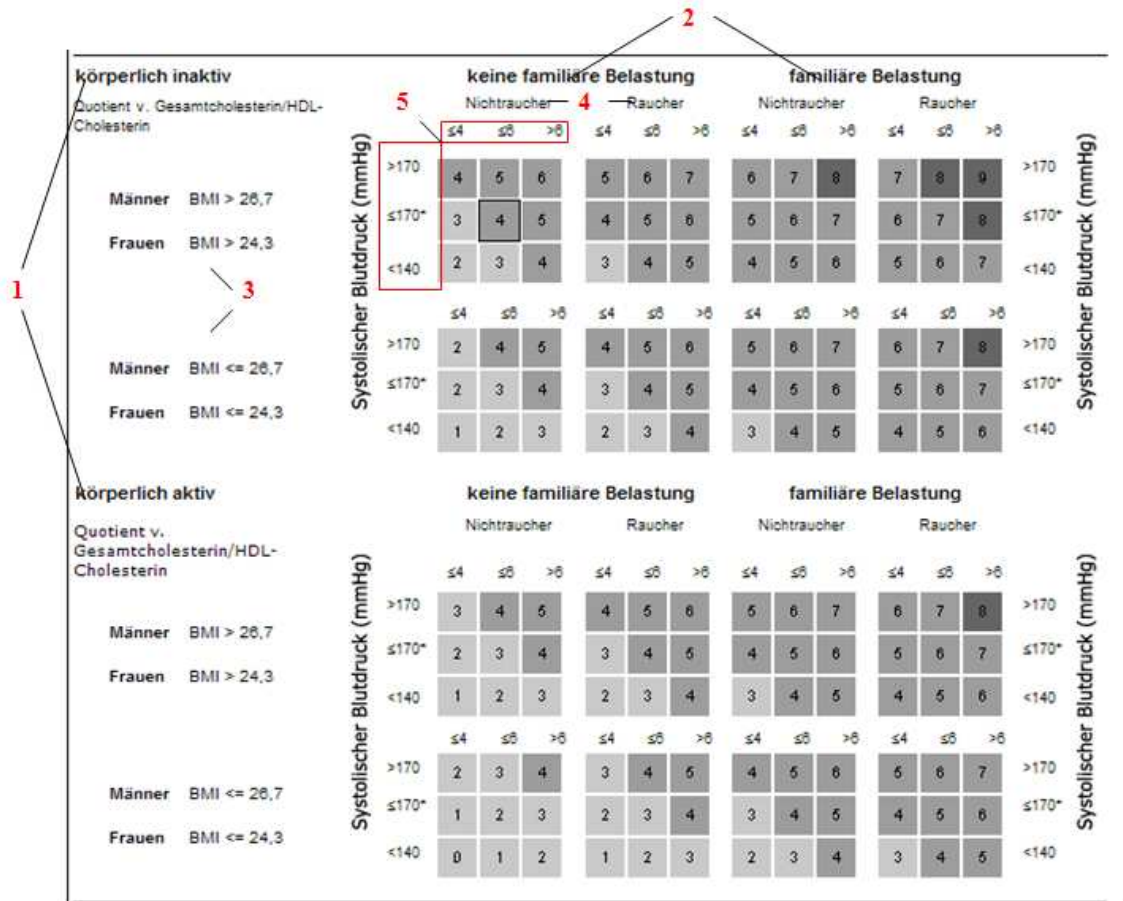 2
körperlich inaktiv keine familiäre Belastung familiäre Belastung
Quotient v. Gesamtcholesterin/HDL-
Cholesterin
5 Nichtraucher 4 Raucher Nichtraucher Raucher
≤4 ≤6 >6 ≤4 ≤6 >6 ≤4 ≤6 >6 ≤4 ≤6 >6
Systolischer Blutdruck (mmHg)
>170 4 5 6 5 6 7 6 7 8 7 8 9 >170
Männer BMI > 26,7
≤170* 3 4 5 4 5 6 5 6 7 6 7 8 ≤170*
Frauen BMI > 24,3
<140 2 3 4 3 4 5 4 5 6 5 6 7 <140
Systolischer Blutdruck (mmHg)
1 3
≤4 ≤6 >6 ≤4 ≤6 >6 ≤4 ≤6 >6 ≤4 ≤6 >6
>170 2 4 5 4 5 6 5 6 7 6 7 8 >170
Männer BMI <= 26,7
≤170* 2 3 4 3 4 5 4 5 6 5 6 7 ≤170*
Frauen BMI <= 24,3
<140 1 2 3 2 3 4 3 4 5 4 5 6 <140
körperlich aktiv keine familiäre Belastung familiäre Belastung
Quotient v.
Gesamtcholesterin/HDL-
Cholesterin
Nichtraucher Raucher Nichtraucher Raucher
≤4 ≤6 >6 ≤4 ≤6 >6 ≤4 ≤6 >6 ≤4 ≤6 >6
Systolischer Blutdruck (mmHg)
>170 3 4 5 4 5 6 5 6 7 6 7 8 >170
Männer BMI > 26,7
≤170* 2 3 4 3 4 5 4 5 6 5 6 7 ≤170*
Frauen BMI > 24,3
<140 1 2 3 2 3 4 3 4 5 4 5 6 <140
Systolischer Blutdruck (mmHg)
≤4 ≤6 >6 ≤4 ≤6 >6 ≤4 ≤6 >6 ≤4 ≤6 >6
>170 2 3 4 3 4 5 4 5 6 5 6 7 >170
Männer BMI <= 26,7
≤170* 1 2 3 2 3 4 3 4 5 4 5 6 ≤170*
Frauen BMI <= 24,3
<140 0 1 2 1 2 3 2 3 4 3 4 5 <140